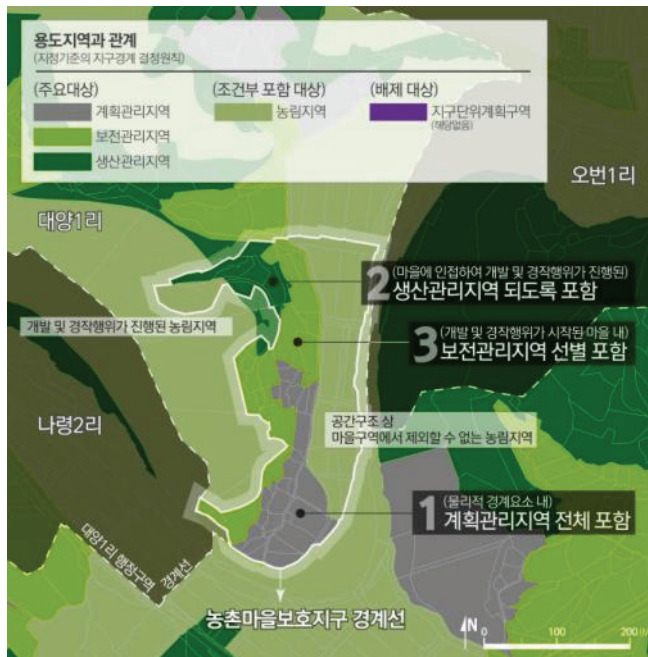 용도지역과 관계
(지정기준의 지구경계 결정원칙)
(주요대상)
계획관리지역
보전관리지역
생산관리지역
(조건부 포함 대상)
농림지역
(배제 대상)
지구단위계획구역
(해당없음)
오번1리
대양1리
2 (마을에 인접하여 개발 및 경작행위가 진행된)
생산관리지역 되도록 포함
개발 및 경작행위가 진행된 농림지역
3 (개발 및 경작행위가 시작된 마을 내)
보전관리지역 선별 포함
나령2리
공간구조 상
마을구역에서 제외할 수 없는 농림지역
1 (물리적 경계요소 내)
계획관리지역 전체 포함
대양1리 행정구역 경계선
농촌마을보호지구 경계선
N
0 100 200